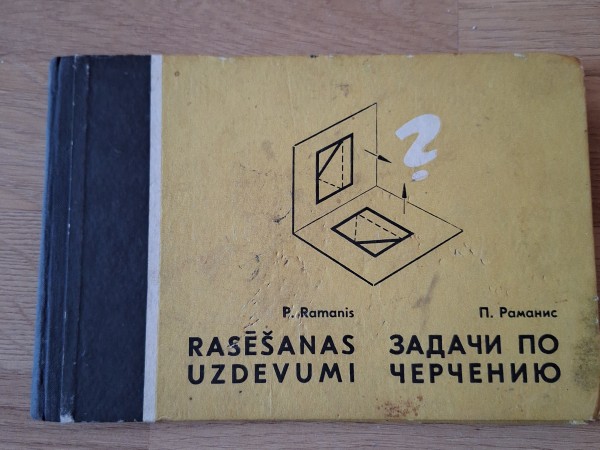 ?
P. Ramanis
RASĒŠANAS
UZDEVUMI
П. Раманис
ЗАДАЧИ ПО
ЧЕРЧЕНИЮ